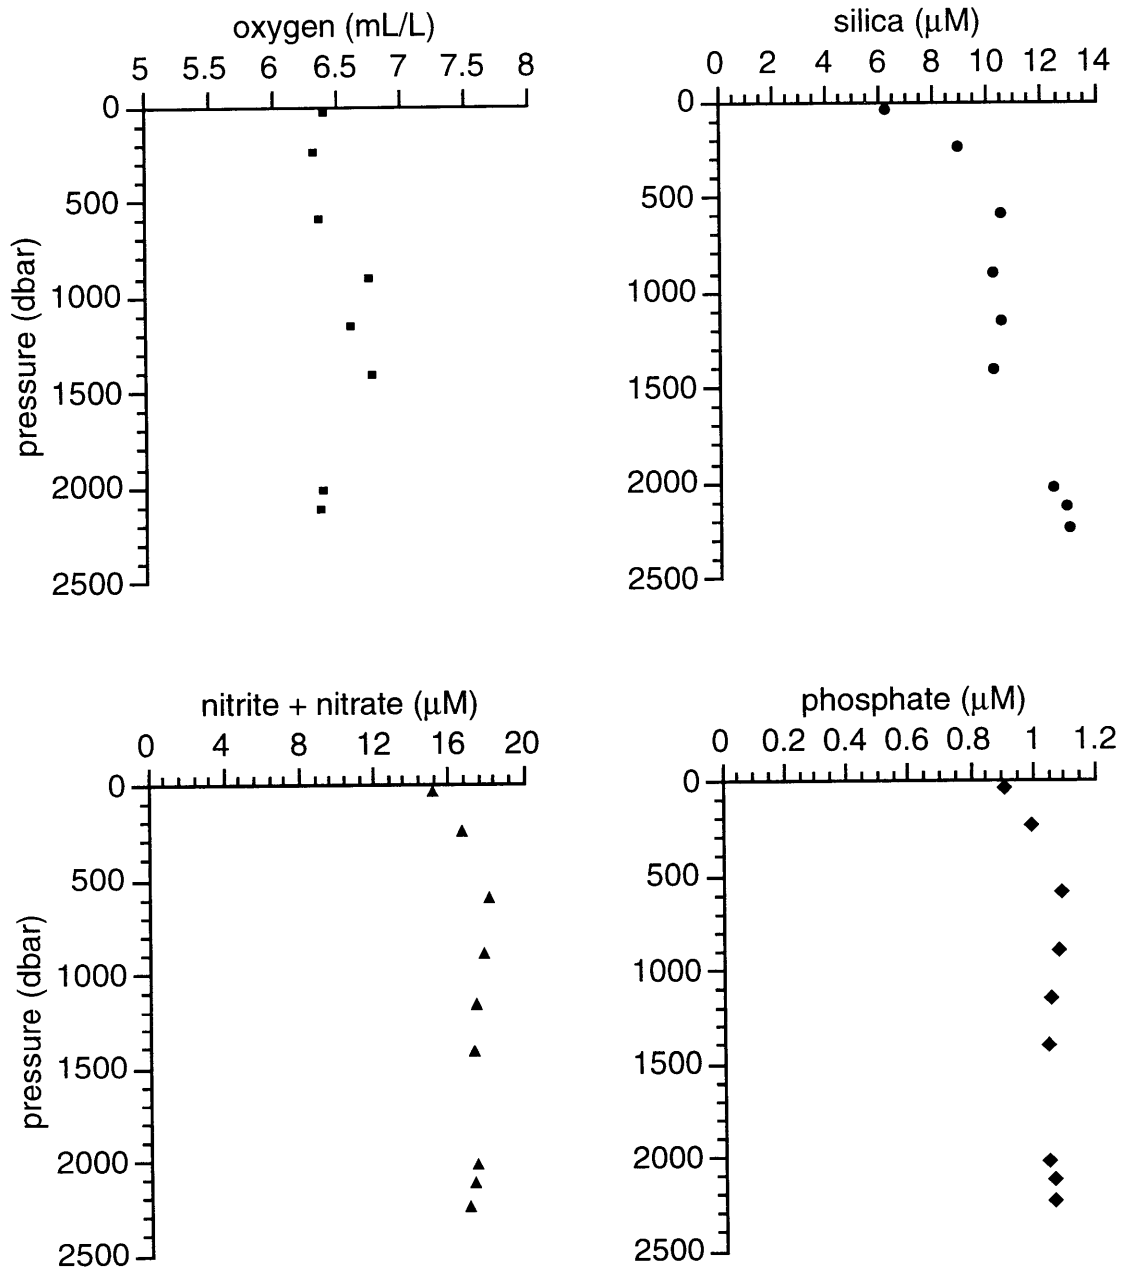 oxygen (mL/L)
5 5.5 6 6.5 7 7.5 8
0
500
1000
1500
2000
2500
pressure (dbar)
silica (μM)
0 2 4 6 8 10 12 14
0
500
1000
1500
2000
2500
nitrite + nitrate (μM)
0 4 8 12 16 20
0
500
1000
1500
2000
2500
pressure (dbar)
phosphate (μM)
0 0.2 0.4 0.6 0.8 1 1.2
0
500
1000
1500
2000
2500